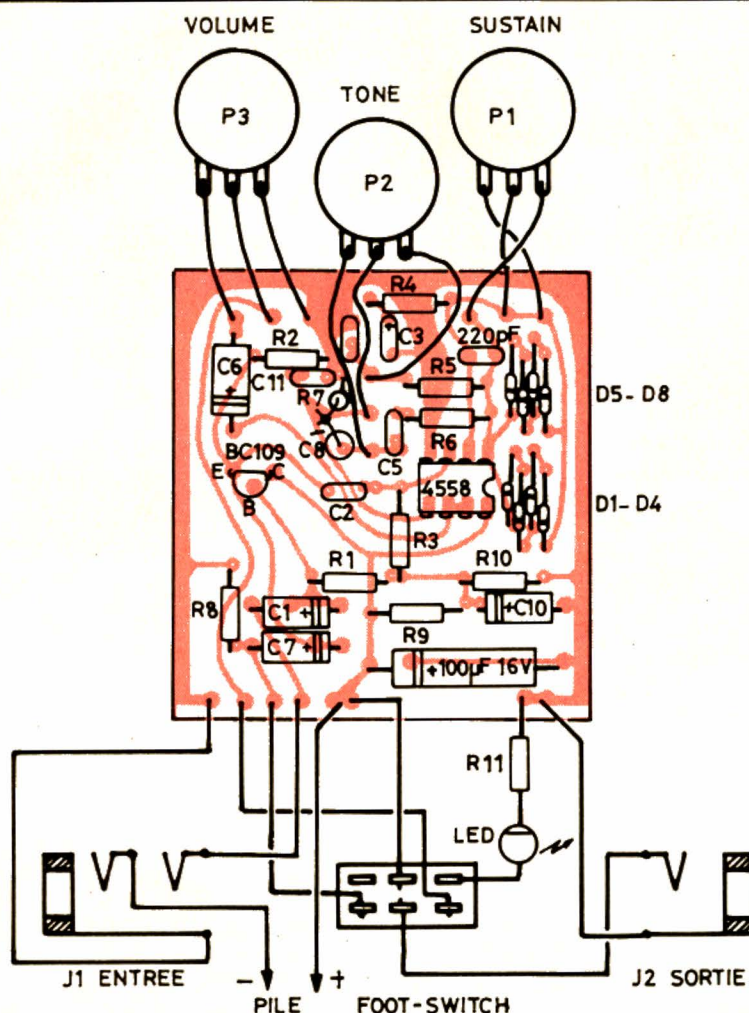 VOLUME
SUSTAIN
TONE
P3
P2
P1
R4
C3
220pF
R2
C6
+
C11
R7
R5
R6
D5-D8
C8
C5
BC109
E
C
B
C2
4558
D1-D4
R3
R1
R10
R8
C1+
+C10
C7+
R9
+100µF 16V
R11
LED
J1 ENTREE
-
+
PILE
FOOT-SWITCH
J2 SORTIE